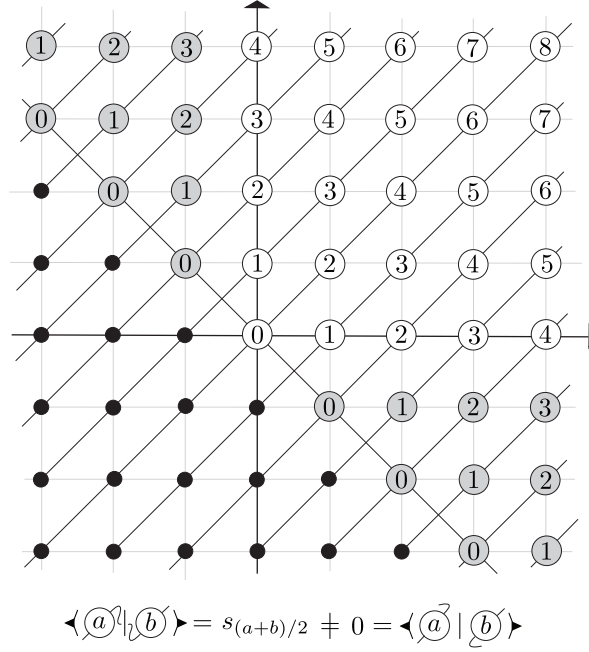 1 2 3 4 5 6 7 8
0 1 2 3 4 5 6 7
0 1 2 3 4 5 6
0 1 2 3 4 5
0 1 2 3 4
0 1 2 3
0 1 2
0 1
a | b = s(a+b)/2 ≠ 0 = a | b